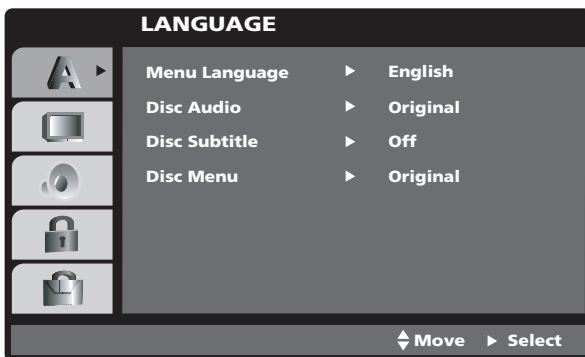 LANGUAGE
A
Menu Language English
Disc Audio Original
Disc Subtitle Off
Disc Menu Original
Move Select